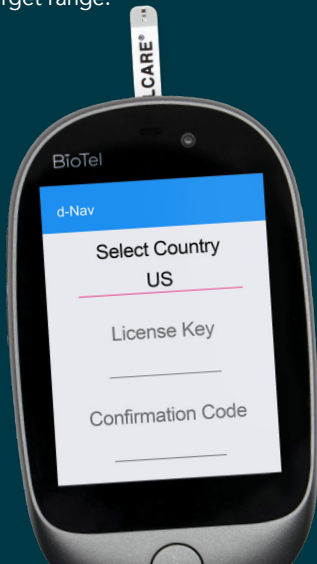 rget range.
LCARE®
BioTel
d-Nav
Select Country
US
License Key
Confirmation Code